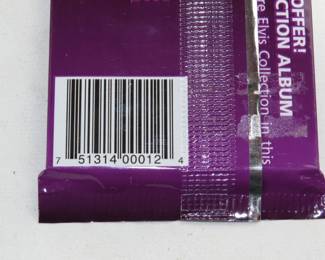 OFFER!
CTION ALBUM
re Elvis Collection in this
7 51314 00012 4